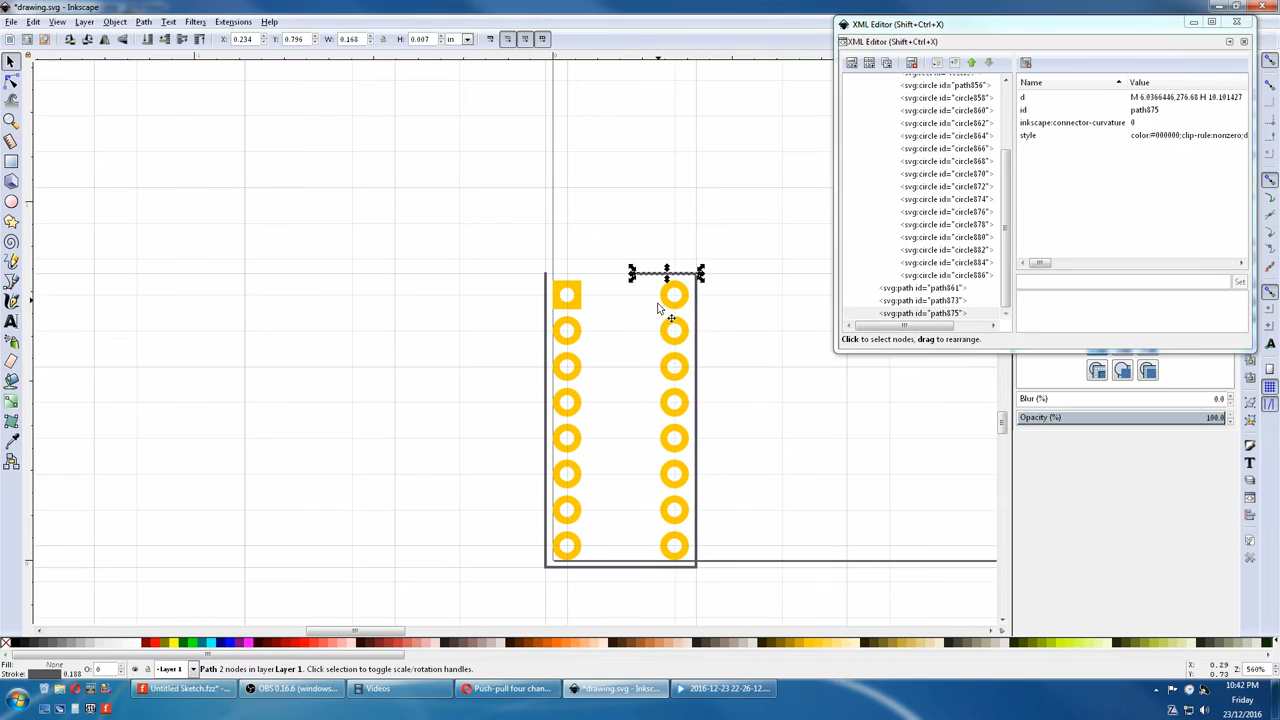 *drawing.svg - Inkscape
XML Editor (Shift+Ctrl+X)
File Edit View Layer Object Path Text Filters Extensions Help
X: 0.234 Y: 0.796 W: 0.168 H: 0.007 in
XML Editor (Shift+Ctrl+X)
Name Value
<svg:path id="path856">
<svg:circle id="circle858">
<svg:circle id="circle860">
<svg:circle id="circle862">
<svg:circle id="circle864">
<svg:circle id="circle866">
<svg:circle id="circle868">
<svg:circle id="circle870">
<svg:circle id="circle872">
<svg:circle id="circle874">
<svg:circle id="circle876">
<svg:circle id="circle878">
<svg:circle id="circle880">
<svg:circle id="circle882">
<svg:circle id="circle884">
<svg:circle id="circle886">
<svg:path id="path861">
<svg:path id="path873">
<svg:path id="path875">
d M 6.0366446,276.68 H 10.101427
id path875
inkscape:connector-curvature 0
style color:#000000;clip-rule:nonzero;d
Set
Click to select nodes, drag to rearrange.
Blur (%) 0.0
Opacity (%) 100.0
Fill: None
Stroke: 0.188
O: 0
-Layer 1
Path 2 nodes in layer Layer 1. Click selection to toggle scale/rotation handles.
X: 0.29
Y: 0.73
Z: 560%
Untitled Sketch.fzz* -...
OBS 0.16.6 (windows...
Videos
Push-pull four chan...
*drawing.svg - Inksc...
2016-12-23 22-26-12....
10:42 PM
Friday
23/12/2016